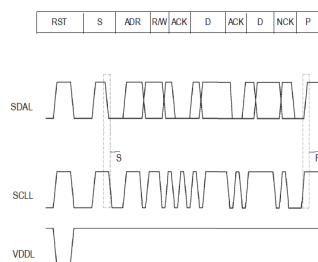 RST S ADR R/W ACK D ACK D NCK P
SDAL
S P
SCLL
VDDL